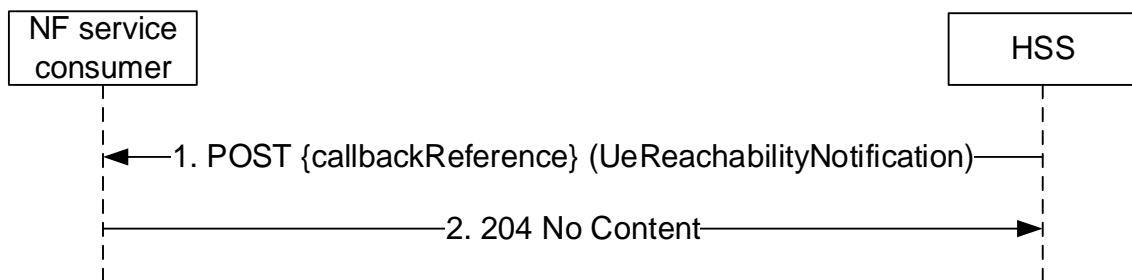 NF service
consumer
HSS
1. POST {callbackReference} (UeReachabilityNotification)
2. 204 No Content